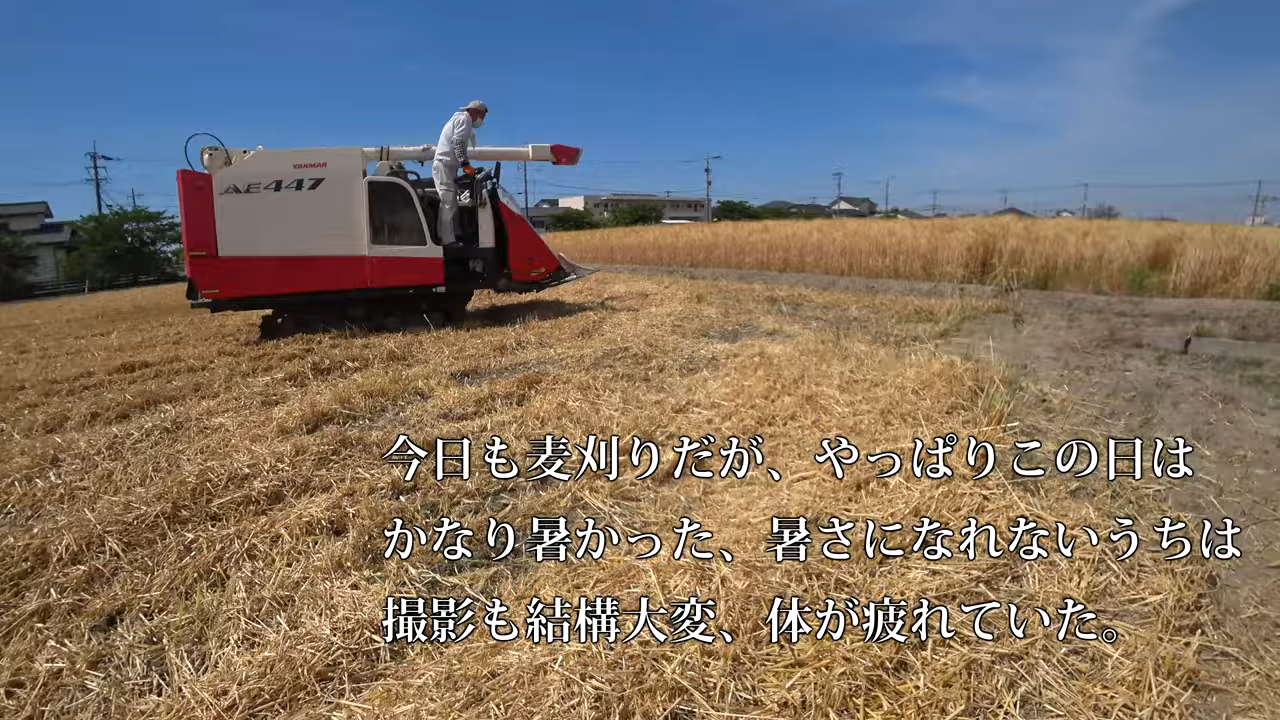 YANMAR
AE447
今日も麦刈りだが、やっぱりこの日は
かなり暑かった、暑さになれないうちは
撮影も結構大変、体が疲れていた。